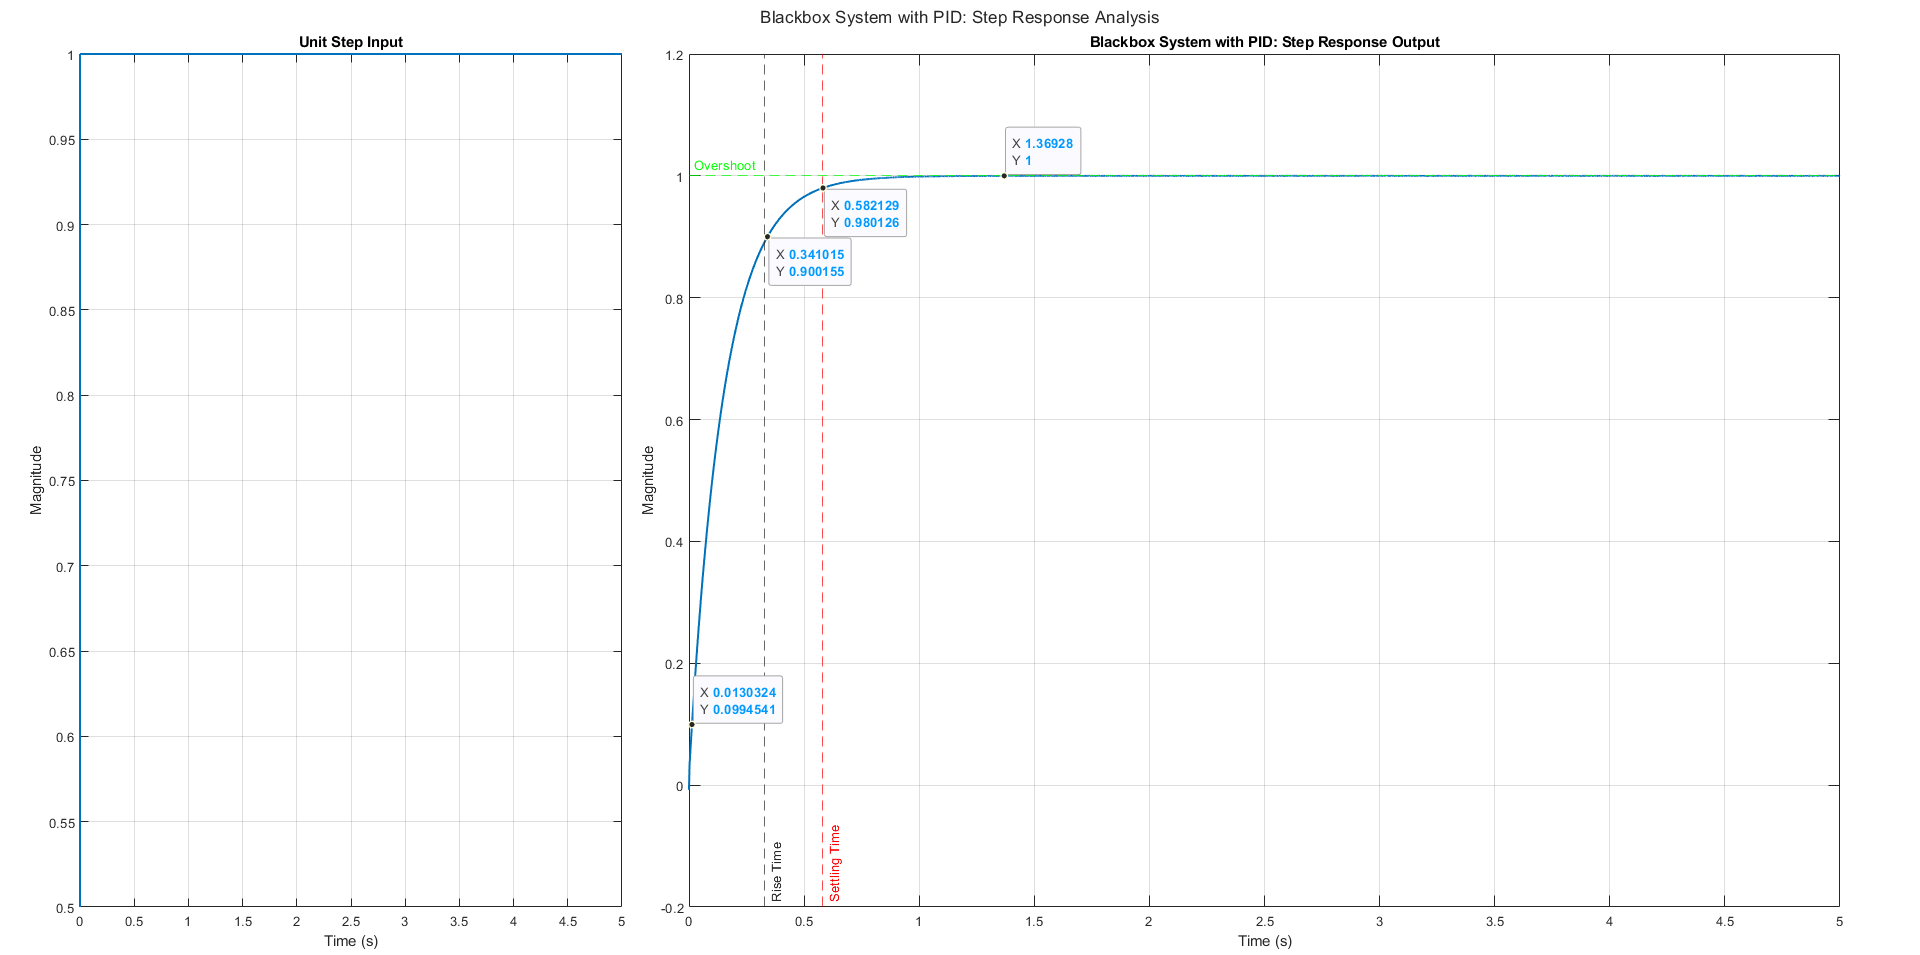 Blackbox System with PID: Step Response Analysis
Unit Step Input
1
0.95
0.9
0.85
0.8
0.75
0.7
0.65
0.6
0.55
0.5
Magnitude
0 0.5 1 1.5 2 2.5 3 3.5 4 4.5 5
Time (s)
Blackbox System with PID: Step Response Output
1.2
1
0.8
0.6
0.4
0.2
0
-0.2
Magnitude
Overshoot
X 1.36928
Y 1
X 0.582129
Y 0.980126
X 0.341015
Y 0.900155
X 0.0130324
Y 0.0994541
Rise Time
Settling Time
0 0.5 1 1.5 2 2.5 3 3.5 4 4.5 5
Time (s)